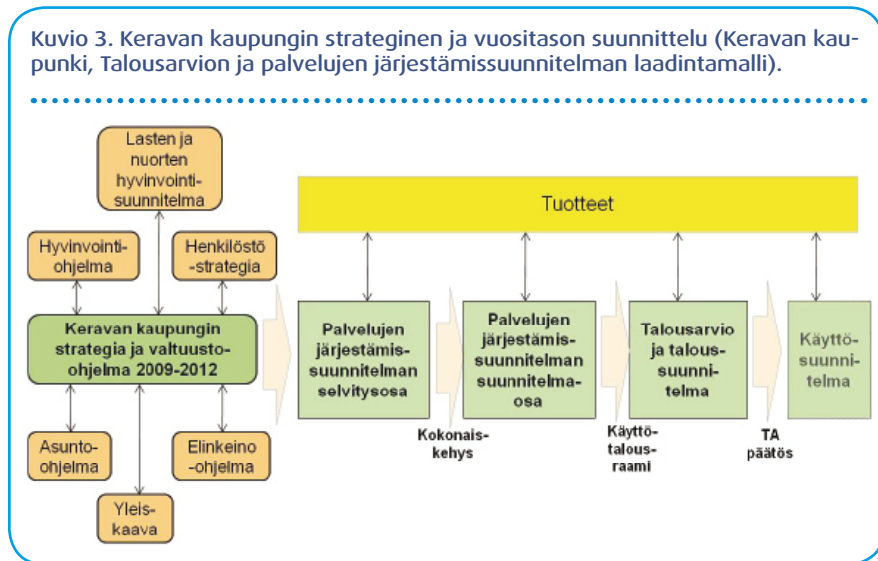 Kuvio 3. Keravan kaupungin strateginen ja vuositason suunnittelu (Keravan kau-
punki, Talousarvion ja palvelujen järjestämissuunnitelman laadintamalli).
Lasten ja
nuorten
hyvinvointi-
suunnitelma
Hyvinvointi-
ohjelma
Henkilöstö
-strategia
Keravan kaupungin
strategia ja valtuusto-
ohjelma 2009-2012
Asunto-
ohjelma
Elinkeino
-ohjelma
Yleis-
kaava
Tuotteet
Palvelujen
järjestämis-
suunnitelman
selvitysosa
Kokonais-
kehys
Palvelujen
järjestämis-
suunnitelman
suunnitelma-
osa
Käyttö-
talous-
raami
Talousarvio
ja talous-
suunni-
telma
TA
päätös
Käyttö-
suunni-
telma